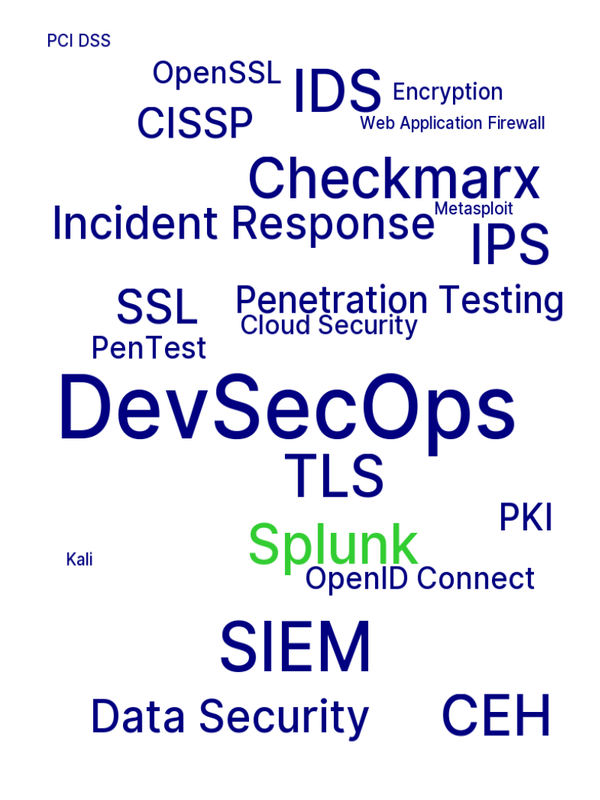 PCI DSS
OpenSSL
IDS
Encryption
CISSP
Web Application Firewall
Checkmarx
Metasploit
Incident Response
IPS
SSL
Penetration Testing
Cloud Security
PenTest
DevSecOps
TLS
PKI
Splunk
Kali
OpenID Connect
SIEM
Data Security
CEH